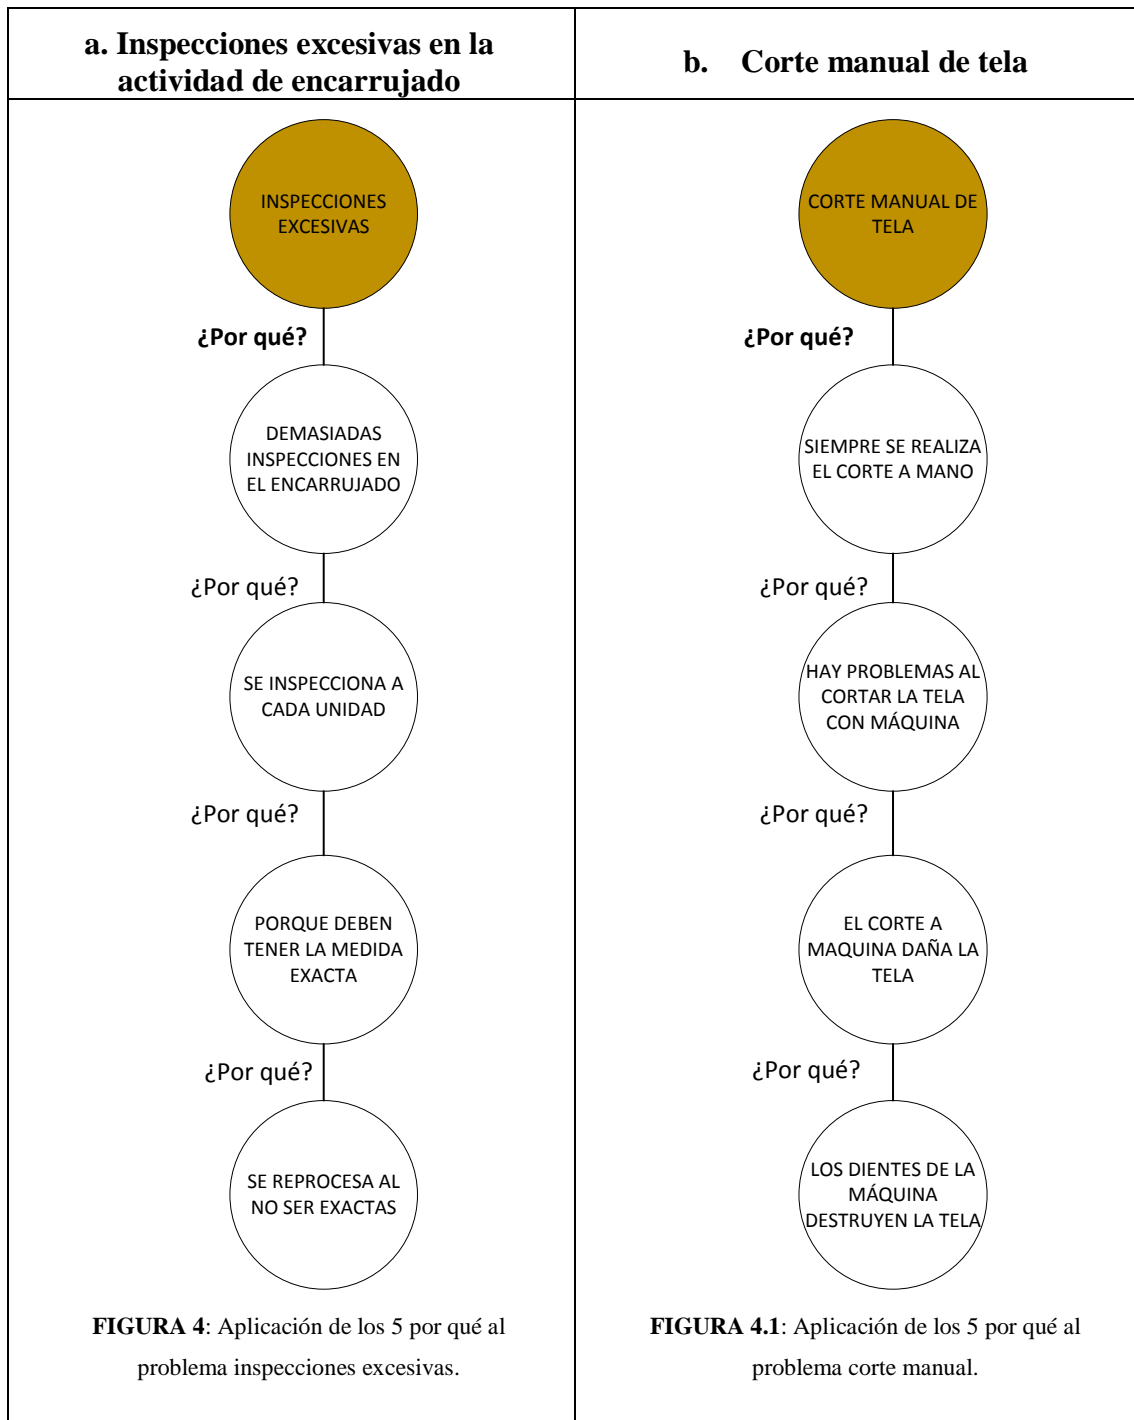 a. Inspecciones excesivas en la
actividad de encarrujado
INSPECCIONES
EXCESIVAS
¿Por qué?
DEMASIADAS
INSPECCIONES EN
EL ENCARRUJADO
¿Por qué?
SE INSPECCIONA A
CADA UNIDAD
¿Por qué?
PORQUE DEBEN
TENER LA MEDIDA
EXACTA
¿Por qué?
SE REPROCESA AL
NO SER EXACTAS
FIGURA 4: Aplicación de los 5 por qué al
problema inspecciones excesivas.
b. Corte manual de tela
CORTE MANUAL DE
TELA
¿Por qué?
SIEMPRE SE REALIZA
EL CORTE A MANO
¿Por qué?
HAY PROBLEMAS AL
CORTAR LA TELA
CON MÁQUINA
¿Por qué?
EL CORTE A
MAQUINA DAÑA LA
TELA
¿Por qué?
LOS DIENTES DE LA
MÁQUINA
DESTRUYEN LA TELA
FIGURA 4.1: Aplicación de los 5 por qué al
problema corte manual.